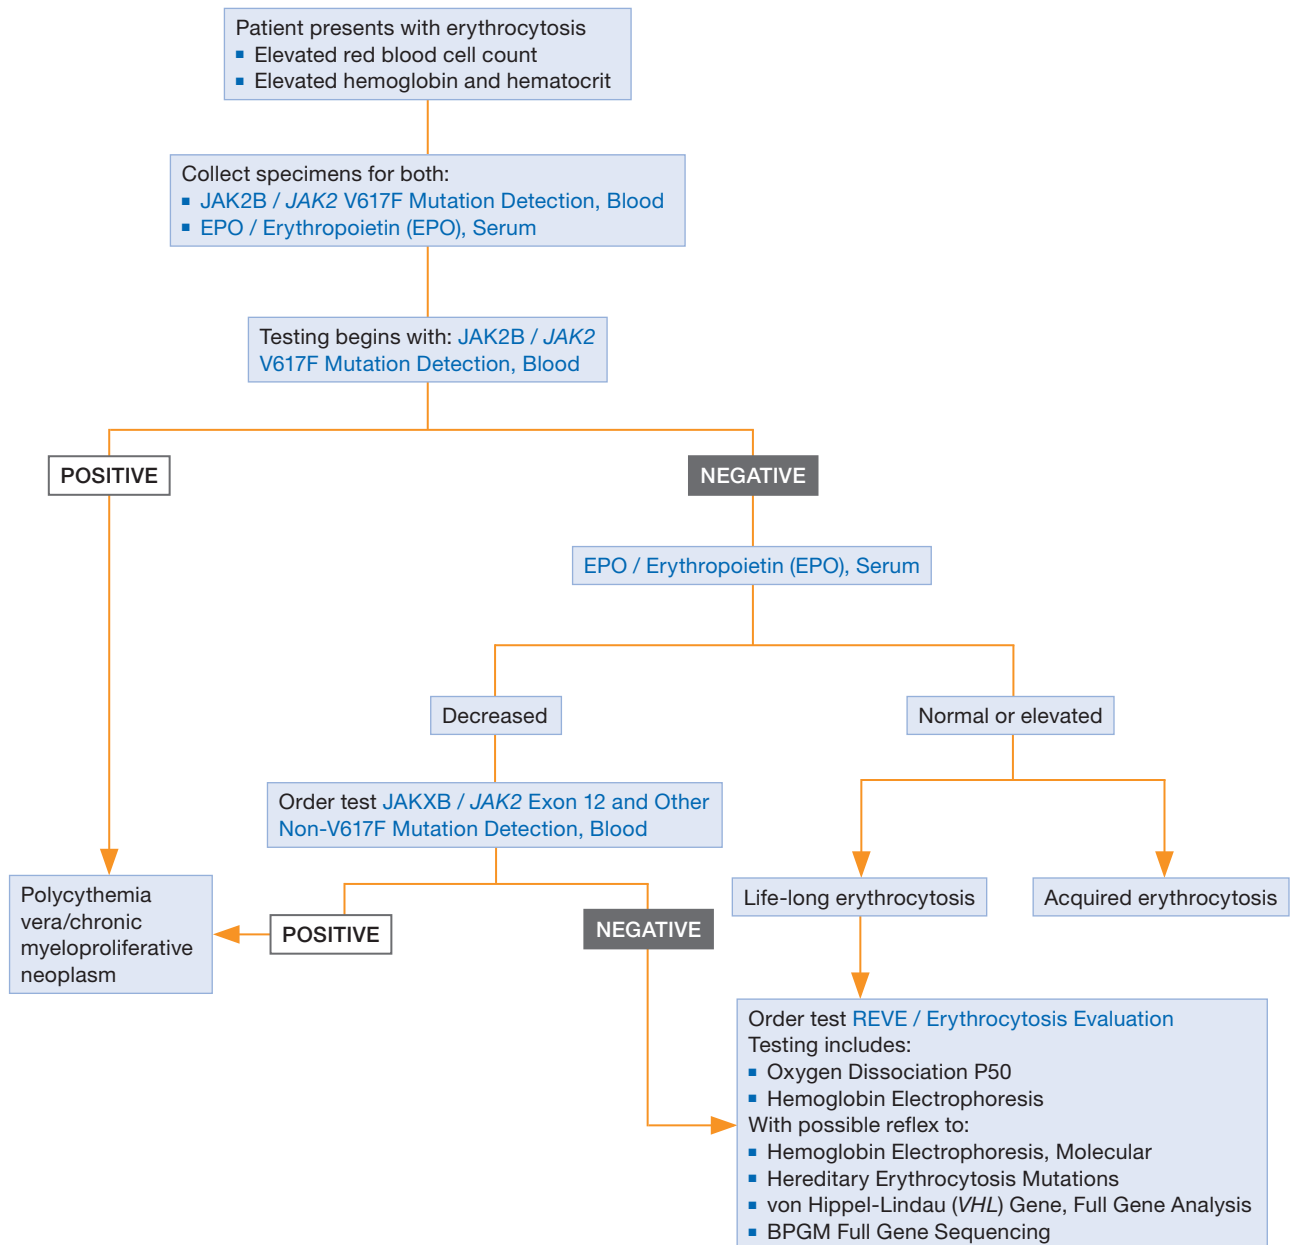 Patient presents with erythrocytosis
▪ Elevated red blood cell count
▪ Elevated hemoglobin and hematocrit
Collect specimens for both:
▪ JAK2B / JAK2 V617F Mutation Detection, Blood
▪ EPO / Erythropoietin (EPO), Serum
Testing begins with: JAK2B / JAK2
V617F Mutation Detection, Blood
POSITIVE
NEGATIVE
EPO / Erythropoietin (EPO), Serum
Decreased
Normal or elevated
Order test JAKXB / JAK2 Exon 12 and Other
Non-V617F Mutation Detection, Blood
Life-long erythrocytosis
Acquired erythrocytosis
Polycythemia
vera/chronic
myeloproliferative
neoplasm
POSITIVE
NEGATIVE
Order test REVE / Erythrocytosis Evaluation
Testing includes:
▪ Oxygen Dissociation P50
▪ Hemoglobin Electrophoresis
With possible reflex to:
▪ Hemoglobin Electrophoresis, Molecular
▪ Hereditary Erythrocytosis Mutations
▪ von Hippel-Lindau (VHL) Gene, Full Gene Analysis
▪ BPGM Full Gene Sequencing